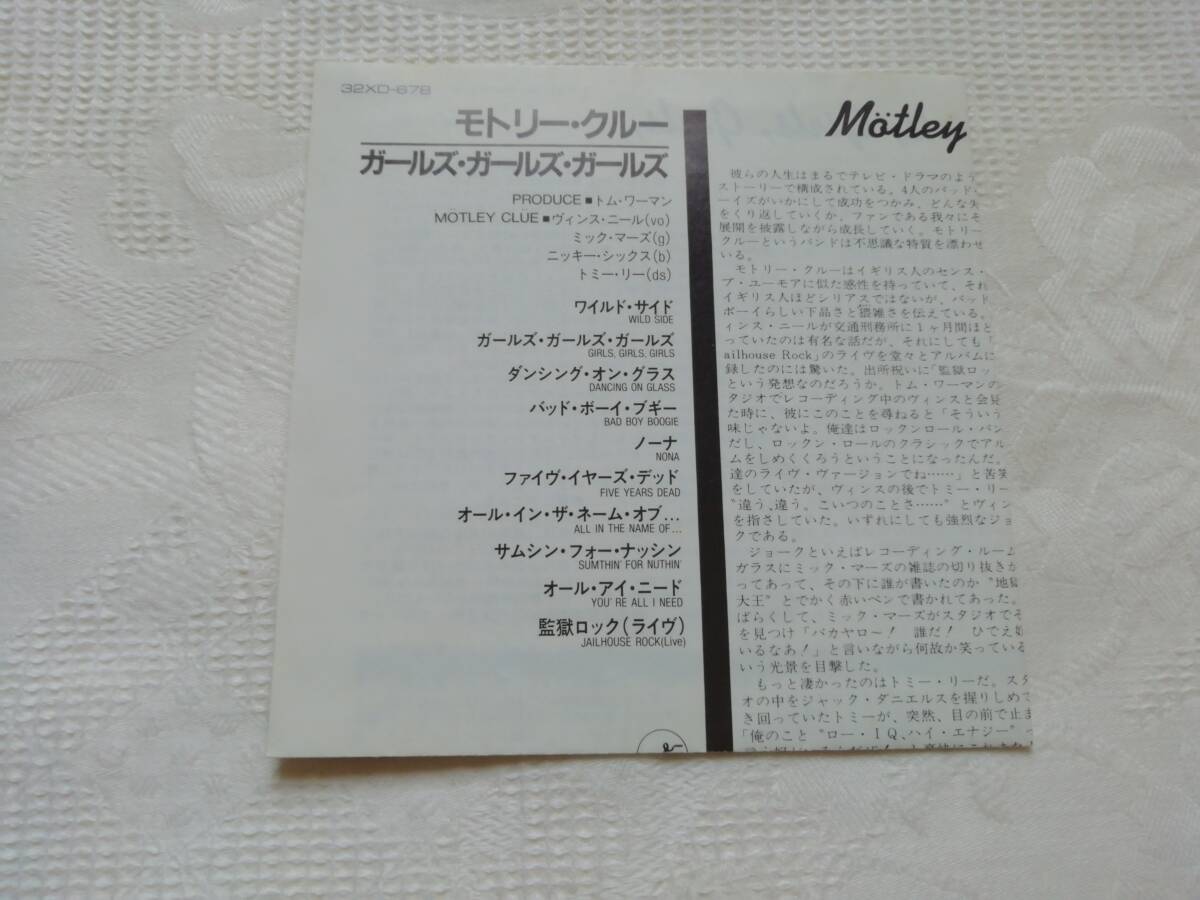 32XD-678
モトリー・クルー
ガールズ・ガールズ・ガールズ
PRODUCE■トム・ワーマン
MÖTLEY CLÜE■ヴィンス・ニール(vo)
ミック・マーズ(g)
ニッキー・シックス(b)
トミー・リー(ds)
ワイルド・サイド
WILD SIDE
ガールズ・ガールズ・ガールズ
GIRLS, GIRLS, GIRLS
ダンシング・オン・グラス
DANCING ON GLASS
バッド・ボーイ・ブギー
BAD BOY BOOGIE
ノーナ
NONA
ファイヴ・イヤーズ・デッド
FIVE YEARS DEAD
オール・イン・ザ・ネーム・オブ…
ALL IN THE NAME OF…
サムシン・フォー・ナッシン
SUMTHIN' FOR NUTHIN'
オール・アイ・ニード
YOU'RE ALL I NEED
監獄ロック(ライヴ)
JAILHOUSE ROCK(Live)
Mötley
彼らの人生はまるでテレビ・ドラマのよう
ストーリーで構成されている。4人のバッド・
ーイズがいかにして成功をつかみ、どんな失
をくり返していくか。ファンである我々にそ
展開を披露しながら成長していく。モトリー
クルーというバンドは不思議な特質を漂わせ
いる。
モトリー・クルーはイギリス人のセンス・
ブ・ユーモアに似た感性を持っていて、それ
イギリス人ほどシリアスではないが、バッド
ボーイらしい下品さと猥雑さを伝えている。
ィンス・ニールが交通刑務所に1ヶ月間ほど
っていたのは有名な話だが、それにしても「
ailhouse Rock」のライヴを堂々とアルバムに
録したのには驚いた。出所祝いに「監獄ロッ
という発想なのだろうか。トム・ワーマンの
タジオでレコーディング中のヴィンスと会見
た時に、彼にこのことを尋ねると「そういう
味じゃないよ。俺達はロックンロール・バン
だし、ロックン・ロールのクラシックでアル
ムをしめくくろうということになったんだ。
達のライヴ・ヴァージョンでね……」と苦笑
をしていたが、ヴィンスの後でトミー・リー
“違う、違う。こいつのことさ……”とヴィン
を指さしていた。いずれにしても強烈なジョ
クである。
ジョークといえばレコーディング・ルーム
ガラスにミック・マーズの雑誌の切り抜きが
ってあって、その下に誰が書いたのか“地獄
大王”とでかく赤いペンで書かれてあった。
ばらくして、ミック・マーズがスタジオでそ
を見つけ「バカヤロ〜！ 誰だ！ ひでえ奴
いるなあ！」と言いながら何故か笑っている
いう光景を目撃した。
もっと凄かったのはトミー・リーだ。スタ
オの中をジャック・ダニエルスを握りしめて
き回っていたトミーが、突然、目の前で止ま
「俺のこと“ロー・IQ、ハイ・エナジー”っ